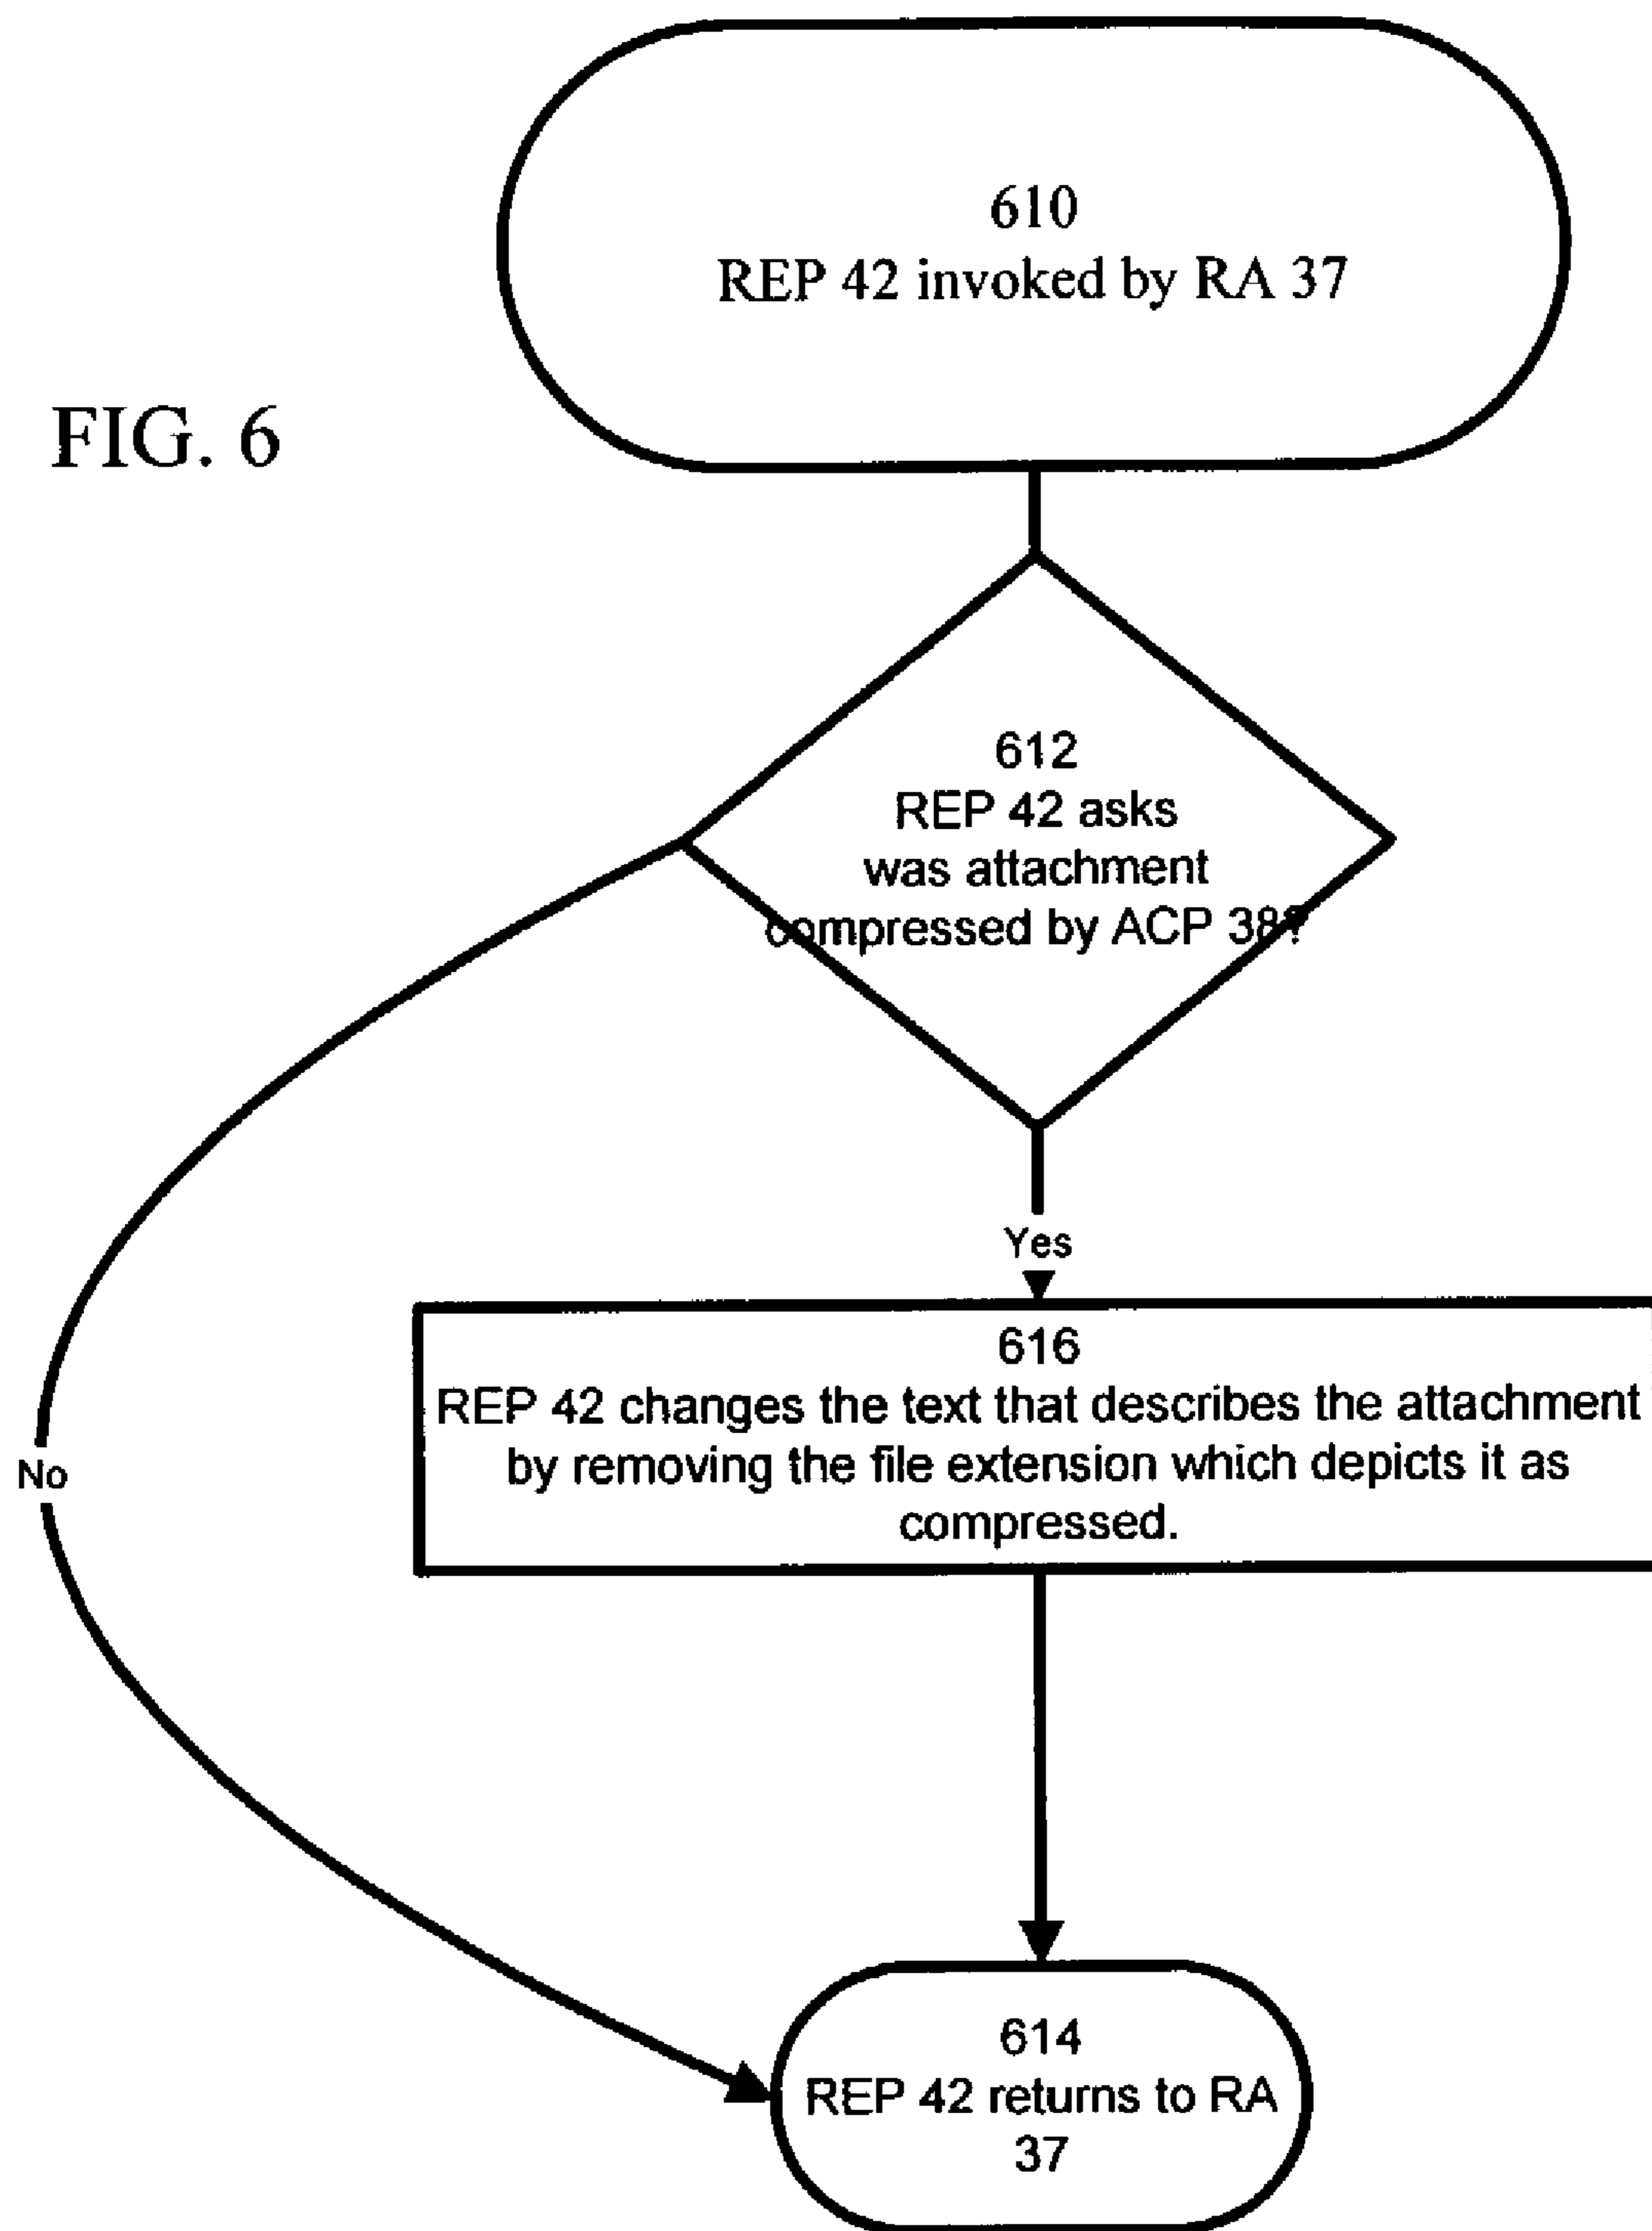 610
REP 42 invoked by RA 37
FIG. 6
612
REP 42 asks
was attachment
compressed by ACP 38?
Yes
616
REP 42 changes the text that describes the attachment
by removing the file extension which depicts it as
compressed.
No
614
REP 42 returns to RA
37